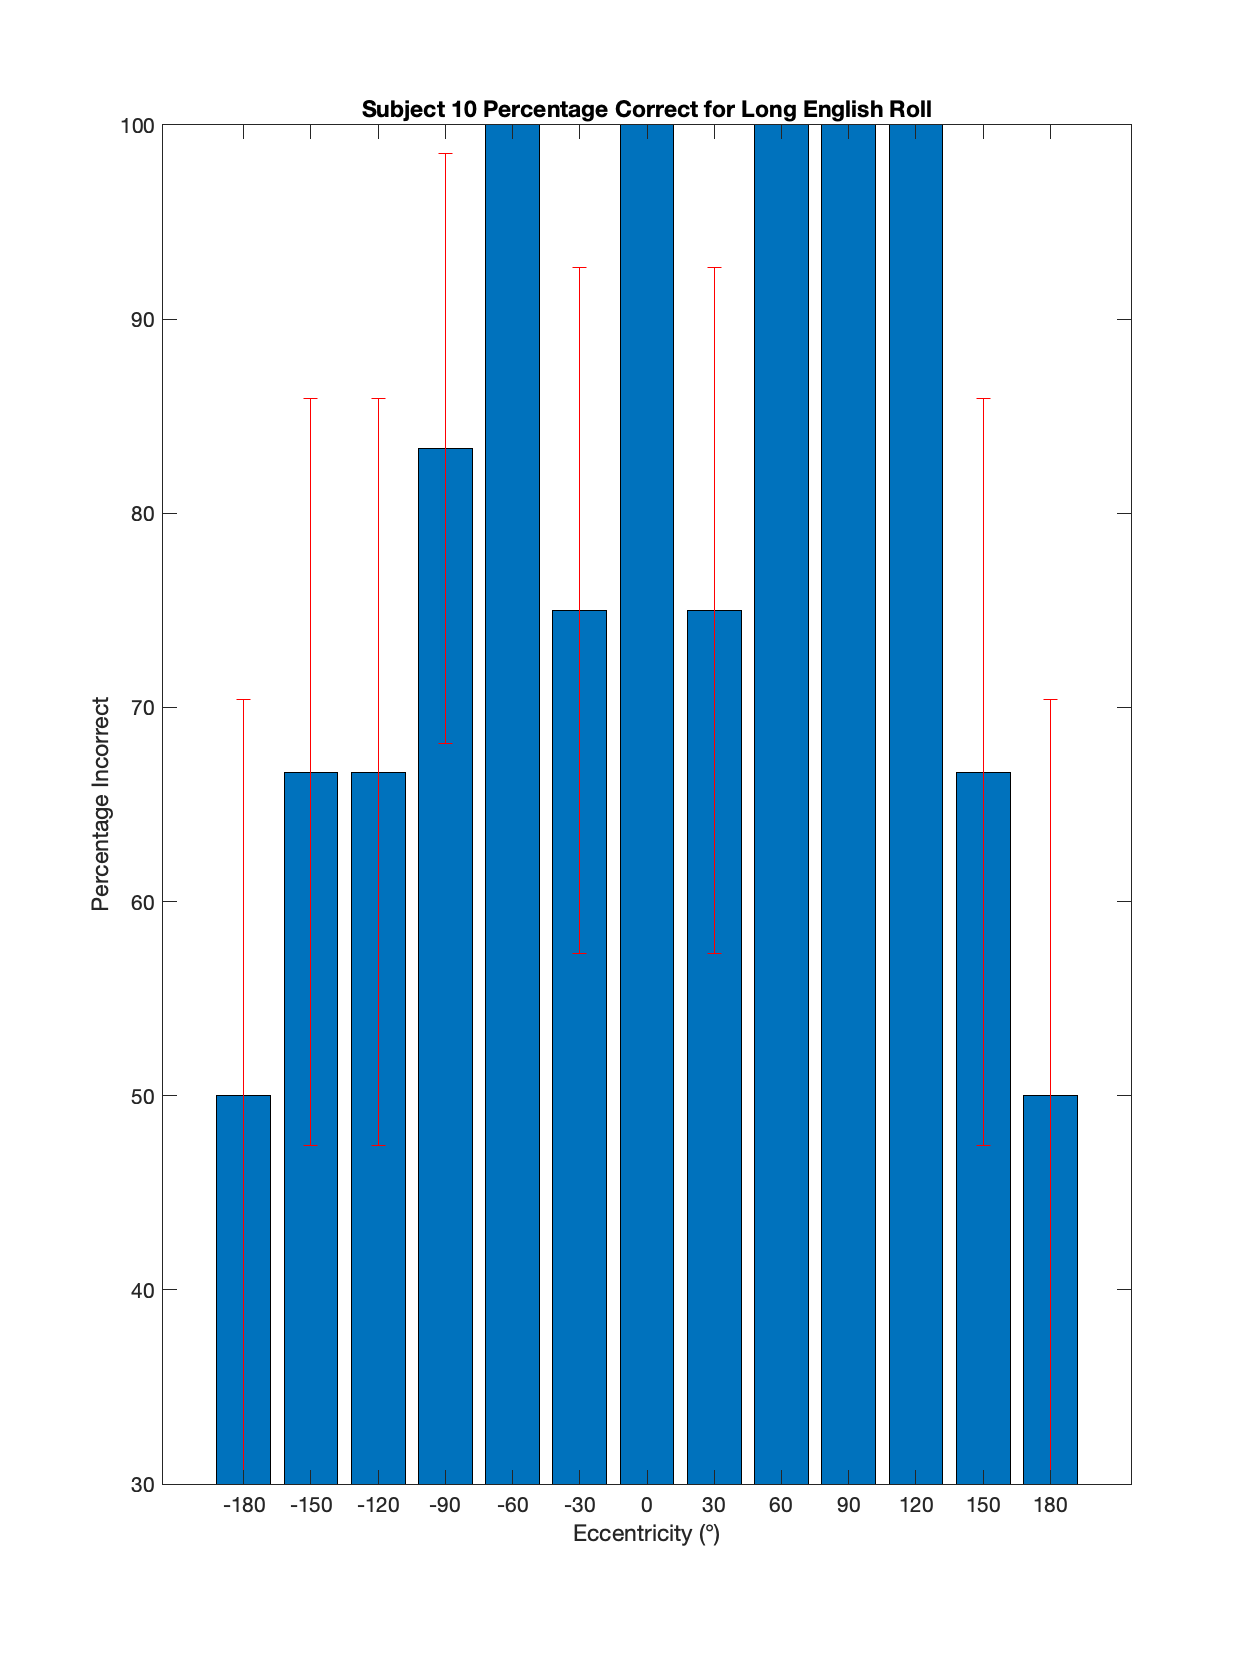 Subject 10 Percentage Correct for Long English Roll
100
90
80
70
60
50
40
30
Percentage Incorrect
-180 -150 -120 -90 -60 -30 0 30 60 90 120 150 180
Eccentricity (°)